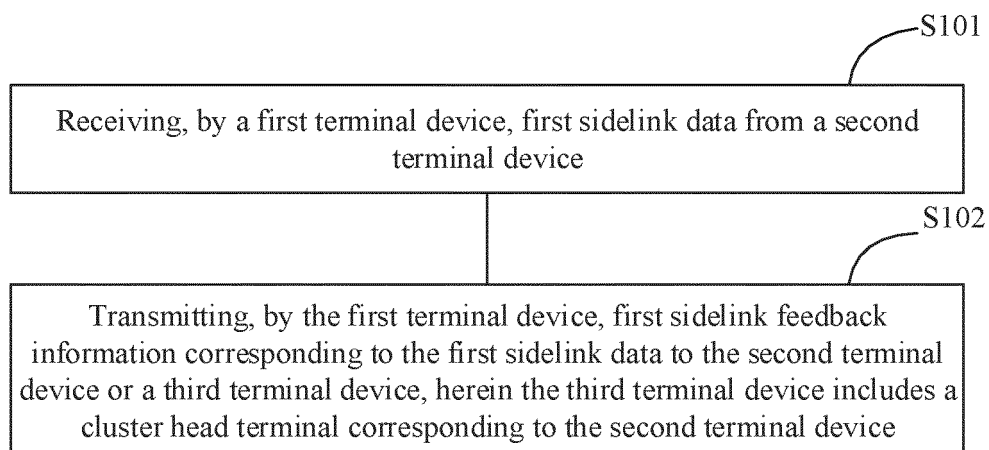 S101
Receiving, by a first terminal device, first sidelink data from a second
terminal device
S102
Transmitting, by the first terminal device, first sidelink feedback
information corresponding to the first sidelink data to the second terminal
device or a third terminal device, herein the third terminal device includes a
cluster head terminal corresponding to the second terminal device